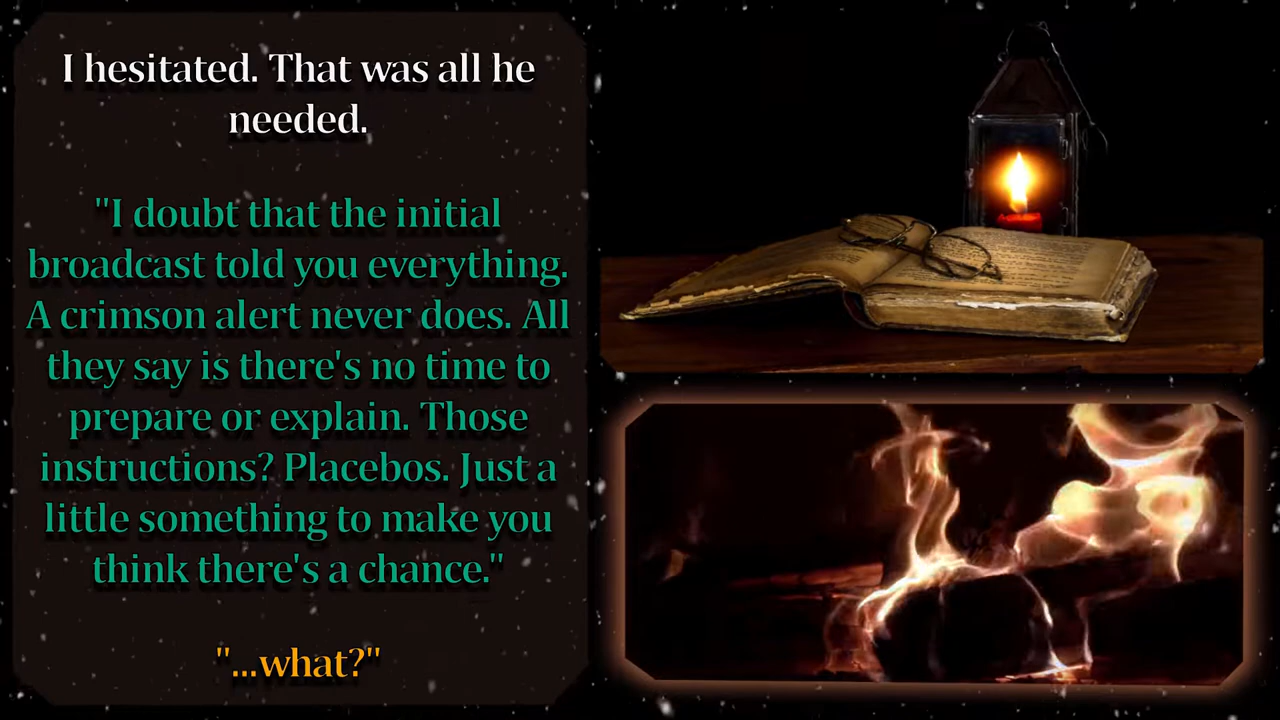 I hesitated. That was all he
needed.
"I doubt that the initial
broadcast told you everything.
A crimson alert never does. All
they say is there's no time to
prepare or explain. Those
instructions? Placebos. Just a
little something to make you
think there's a chance."
"...what?"